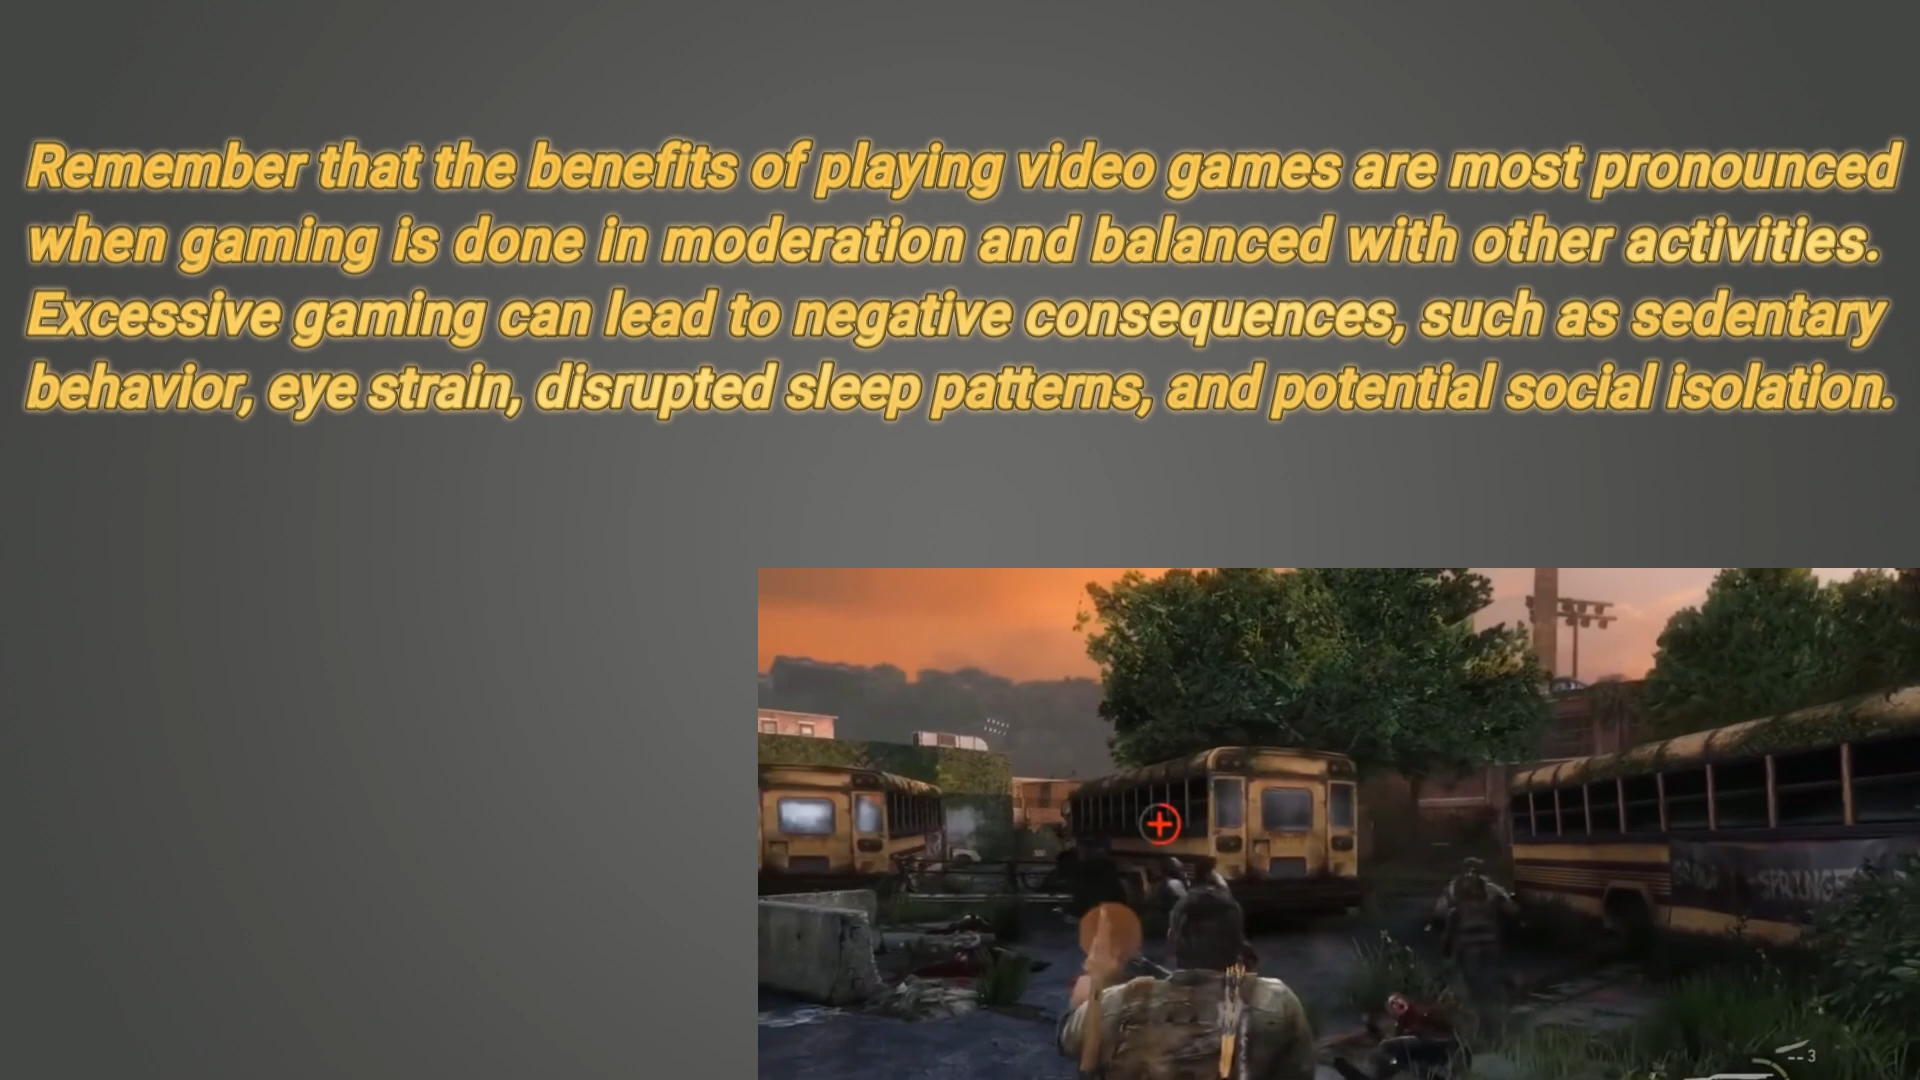 Remember that the benefits of playing video games are most pronounced
when gaming is done in moderation and balanced with other activities.
Excessive gaming can lead to negative consequences, such as sedentary
behavior, eye strain, disrupted sleep patterns, and potential social isolation.
-- 3